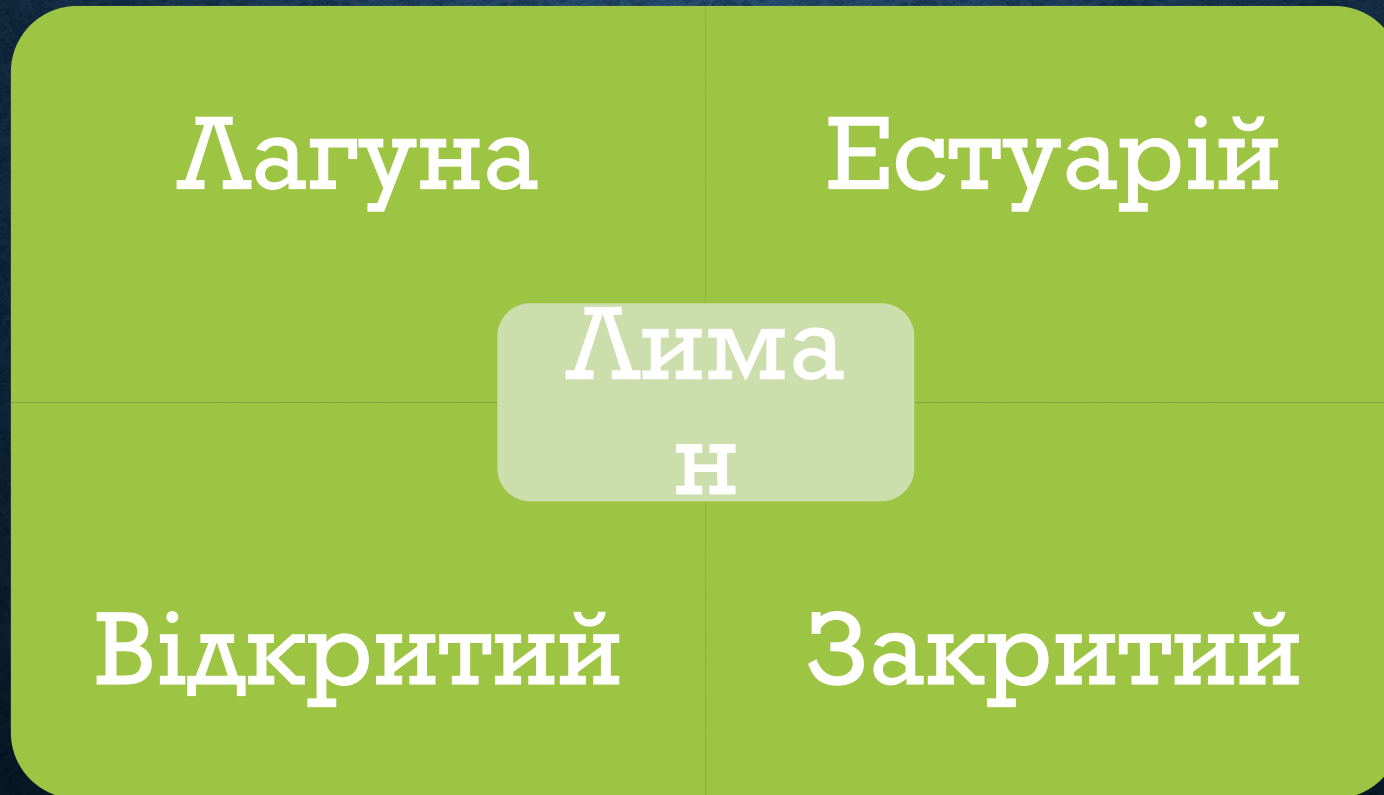 Лагуна
Естуарій
Лима
н
Відкритий
Закритий